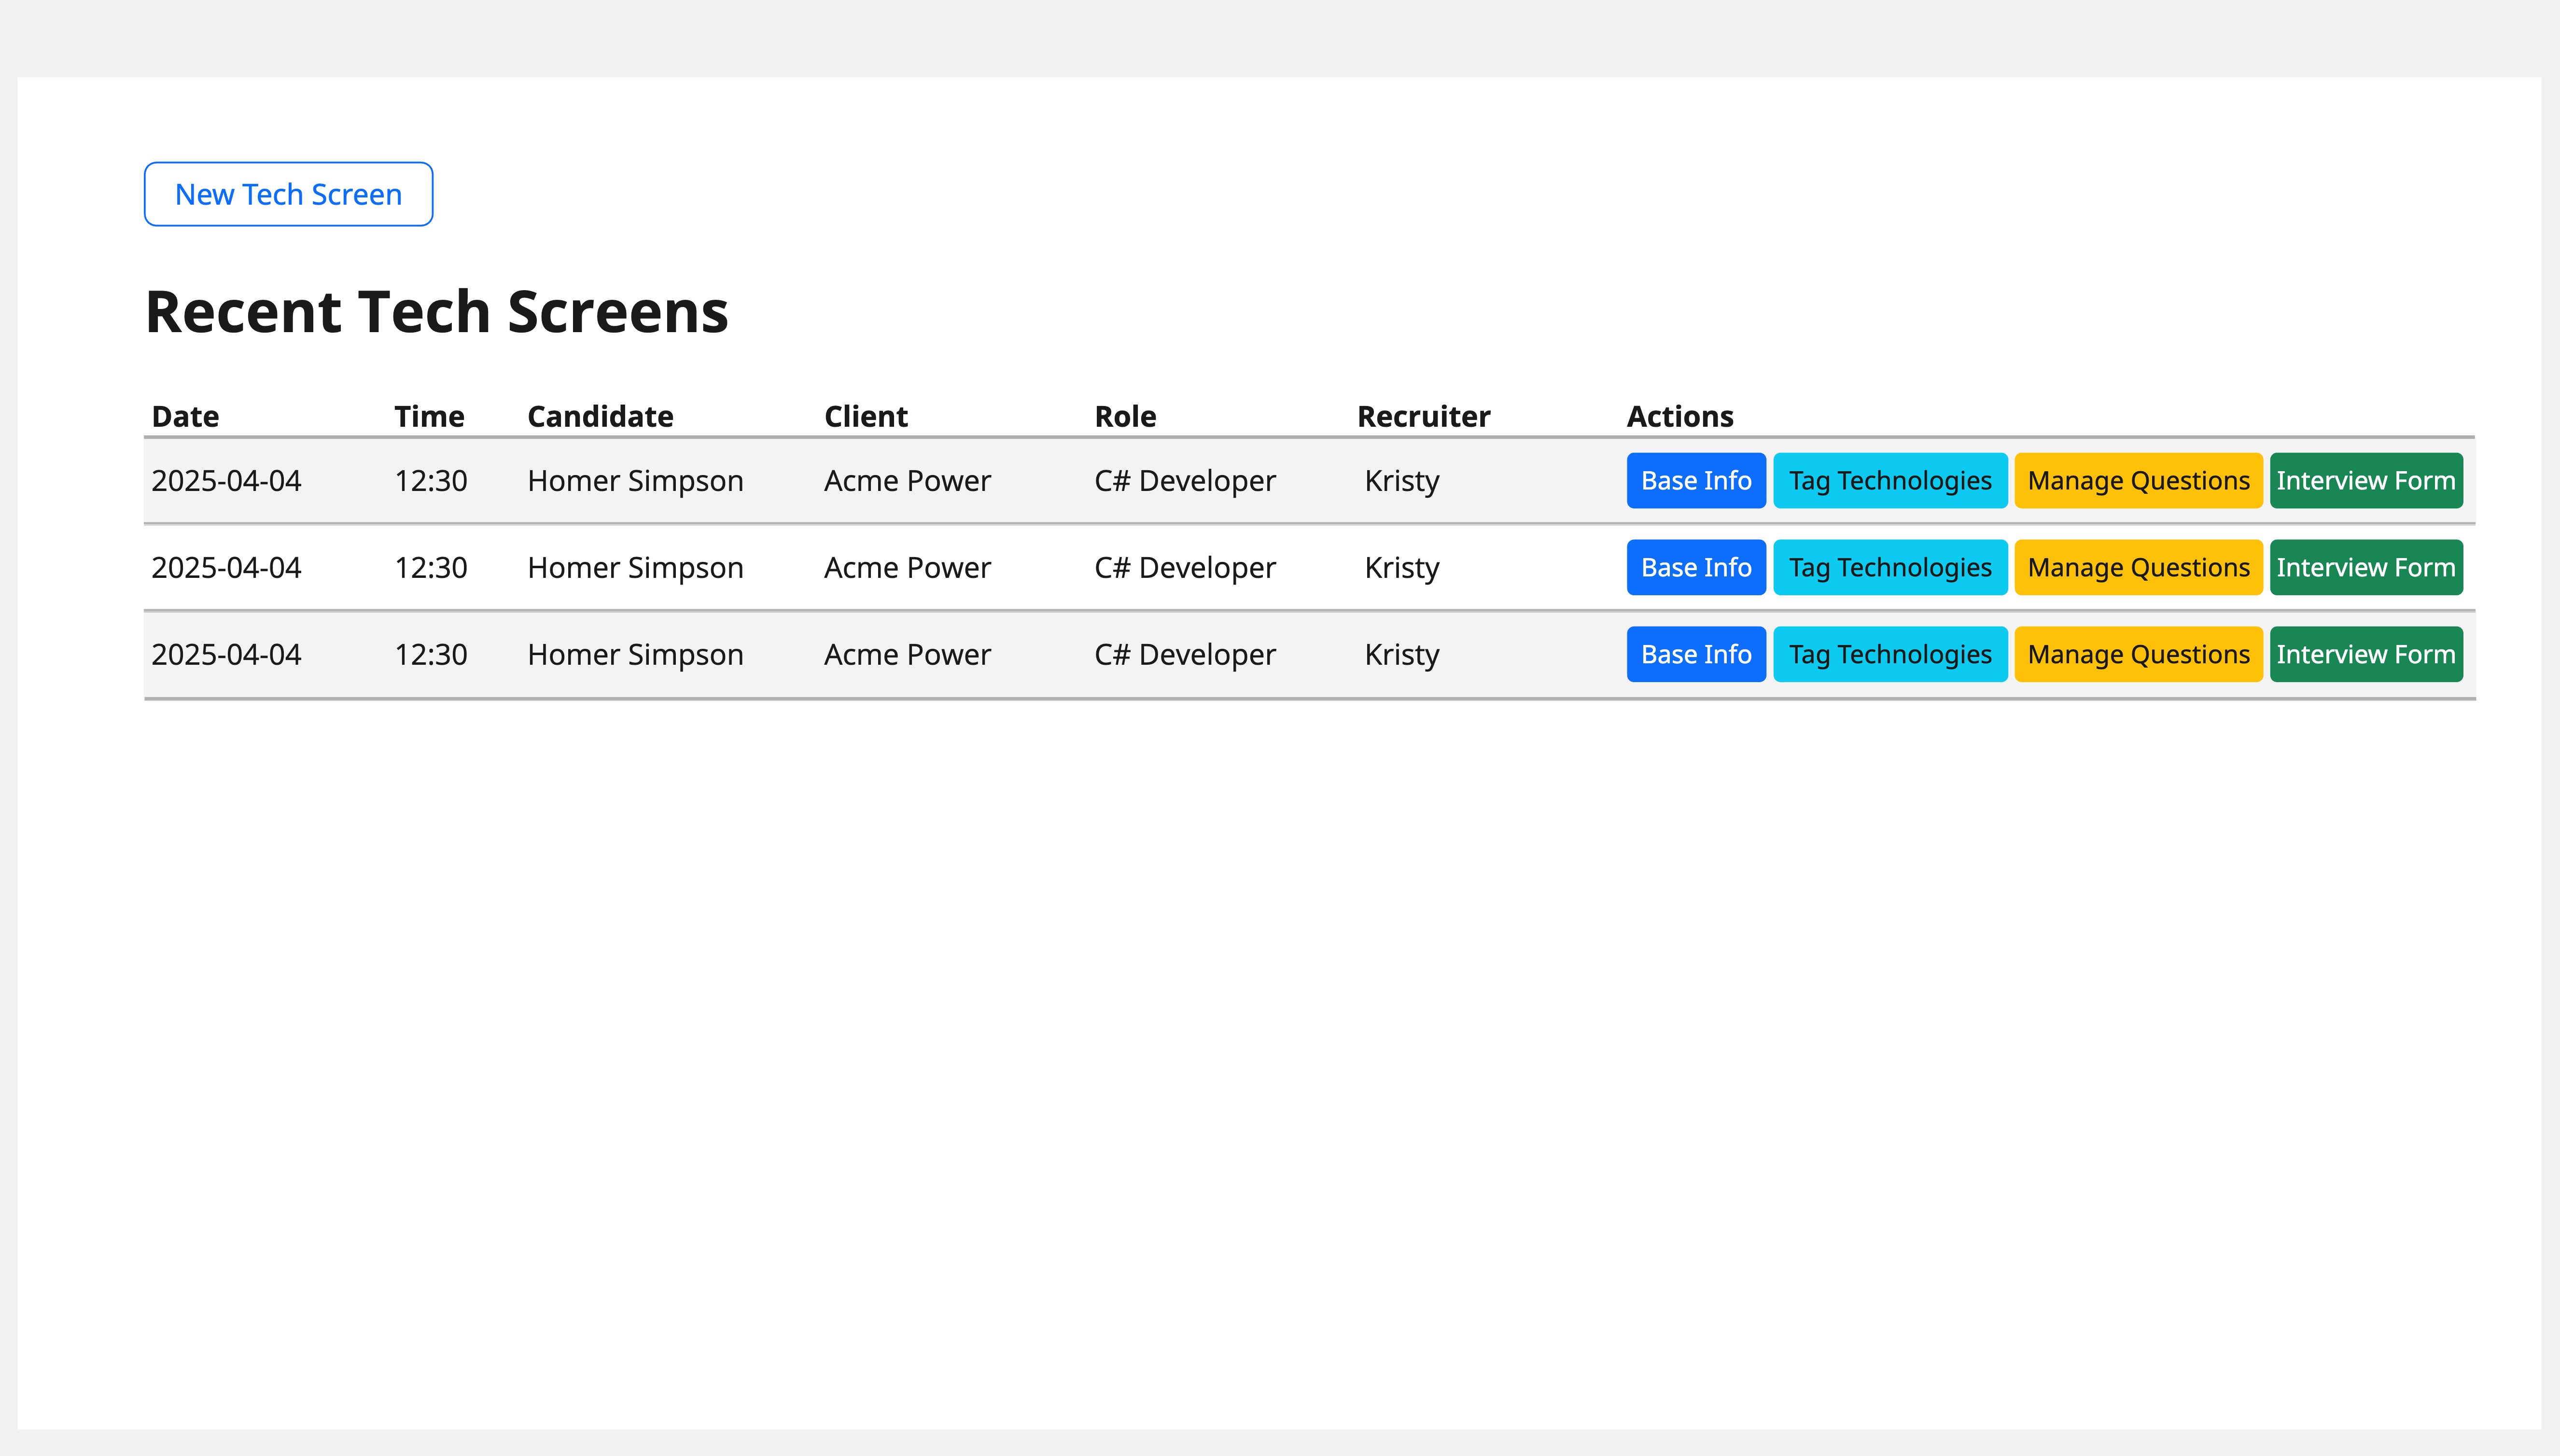 New Tech Screen
Recent Tech Screens
Date Time Candidate Client Role Recruiter Actions
2025-04-04 12:30 Homer Simpson Acme Power C# Developer Kristy Base Info Tag Technologies Manage Questions Interview Form
2025-04-04 12:30 Homer Simpson Acme Power C# Developer Kristy Base Info Tag Technologies Manage Questions Interview Form
2025-04-04 12:30 Homer Simpson Acme Power C# Developer Kristy Base Info Tag Technologies Manage Questions Interview Form